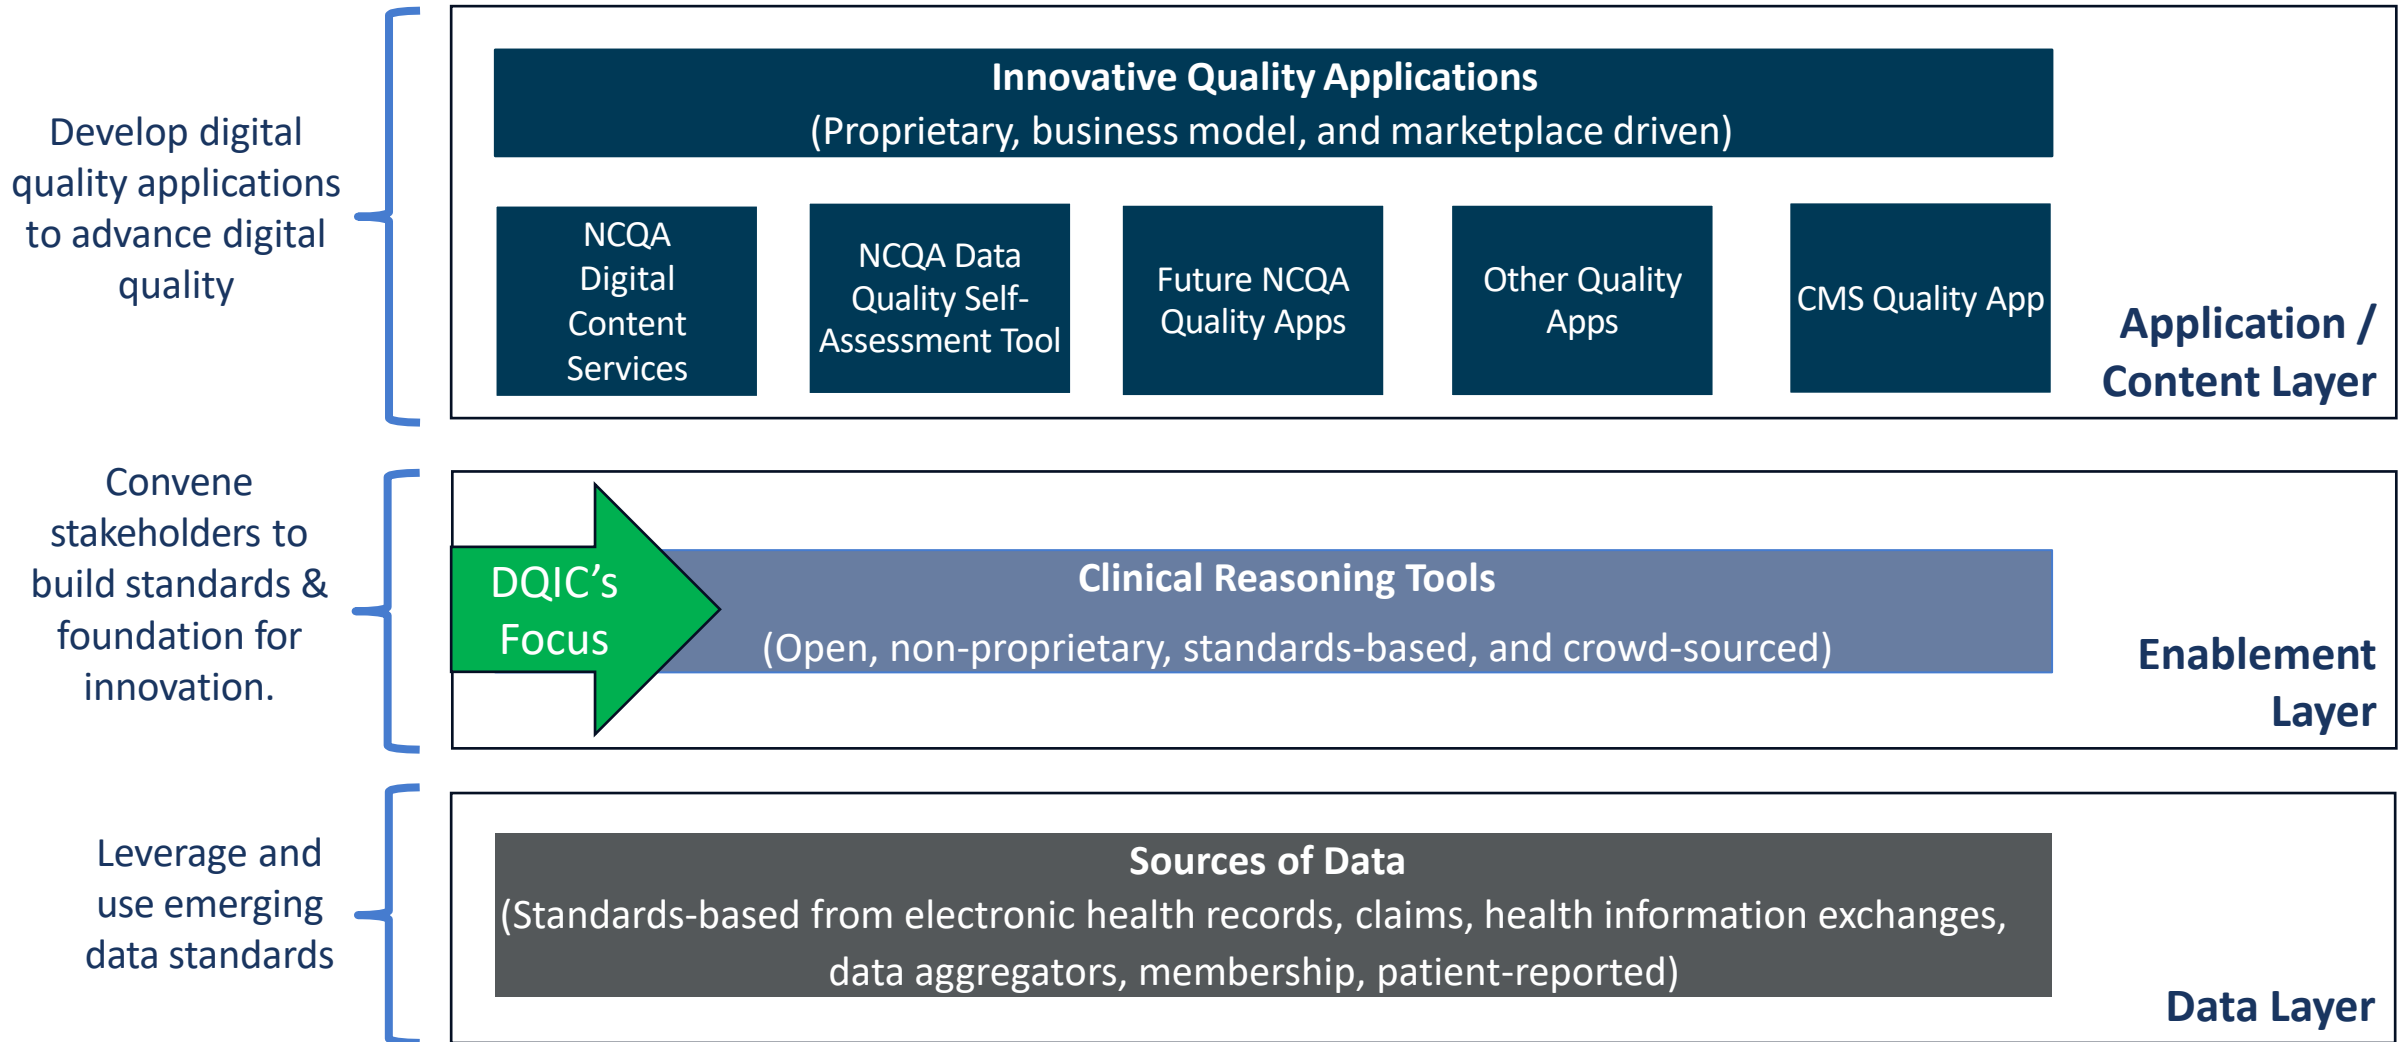 Develop digital
quality applications
to advance digital
quality
Innovative Quality Applications
(Proprietary, business model, and marketplace driven)
NCQA
Digital
Content
Services
NCQA Data
Quality Self-
Assessment Tool
Future NCQA
Quality Apps
Other Quality
Apps
CMS Quality App
Application /
Content Layer
Convene
stakeholders to
build standards &
foundation for
innovation.
DQIC’s
Focus
Clinical Reasoning Tools
(Open, non-proprietary, standards-based, and crowd-sourced)
Enablement
Layer
Leverage and
use emerging
data standards
Sources of Data
(Standards-based from electronic health records, claims, health information exchanges,
data aggregators, membership, patient-reported)
Data Layer